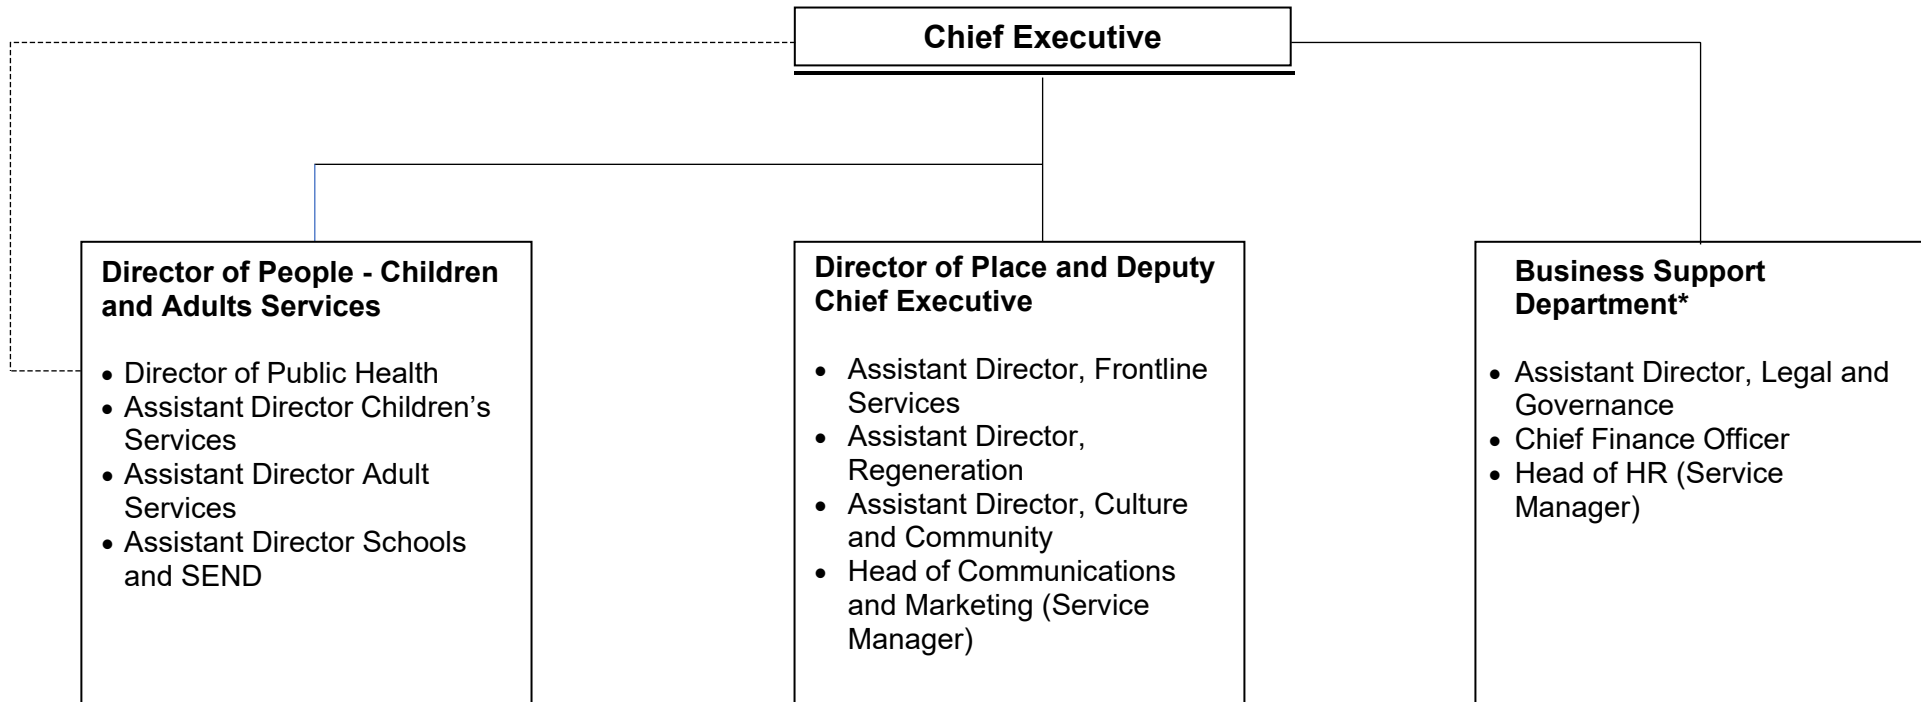 Chief Executive
Director of People - Children
and Adults Services
• Director of Public Health
• Assistant Director Children’s
Services
• Assistant Director Adult
Services
• Assistant Director Schools
and SEND
Director of Place and Deputy
Chief Executive
• Assistant Director, Frontline
Services
• Assistant Director,
Regeneration
• Assistant Director, Culture
and Community
• Head of Communications
and Marketing (Service
Manager)
Business Support
Department*
• Assistant Director, Legal and
Governance
• Chief Finance Officer
• Head of HR (Service
Manager)